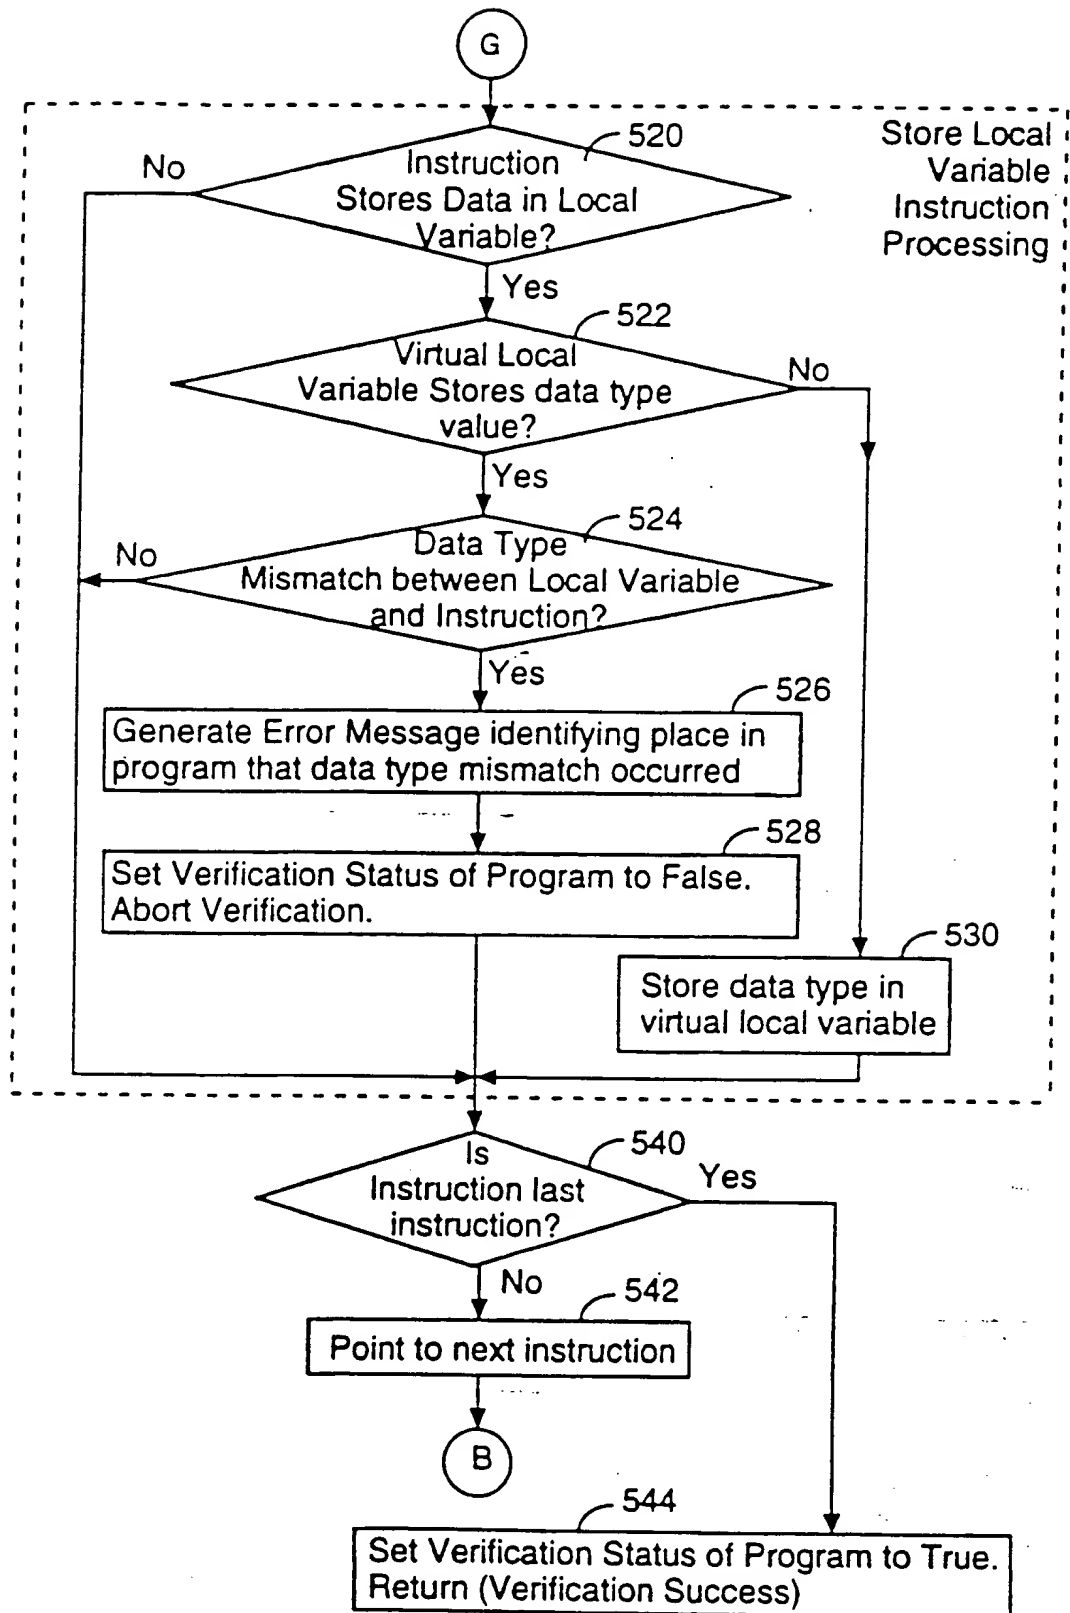 G
Store Local
Variable
Instruction
Processing
520
No
Instruction
Stores Data in Local
Variable?
Yes
522
Virtual Local
Variable Stores data type
value?
No
Yes
524
No
Data Type
Mismatch between Local Variable
and Instruction?
Yes
526
Generate Error Message identifying place in
program that data type mismatch occurred
528
Set Verification Status of Program to False.
Abort Verification.
530
Store data type in
virtual local variable
540
Is
Instruction last
instruction?
Yes
No
542
Point to next instruction
B
544
Set Verification Status of Program to True.
Return (Verification Success)